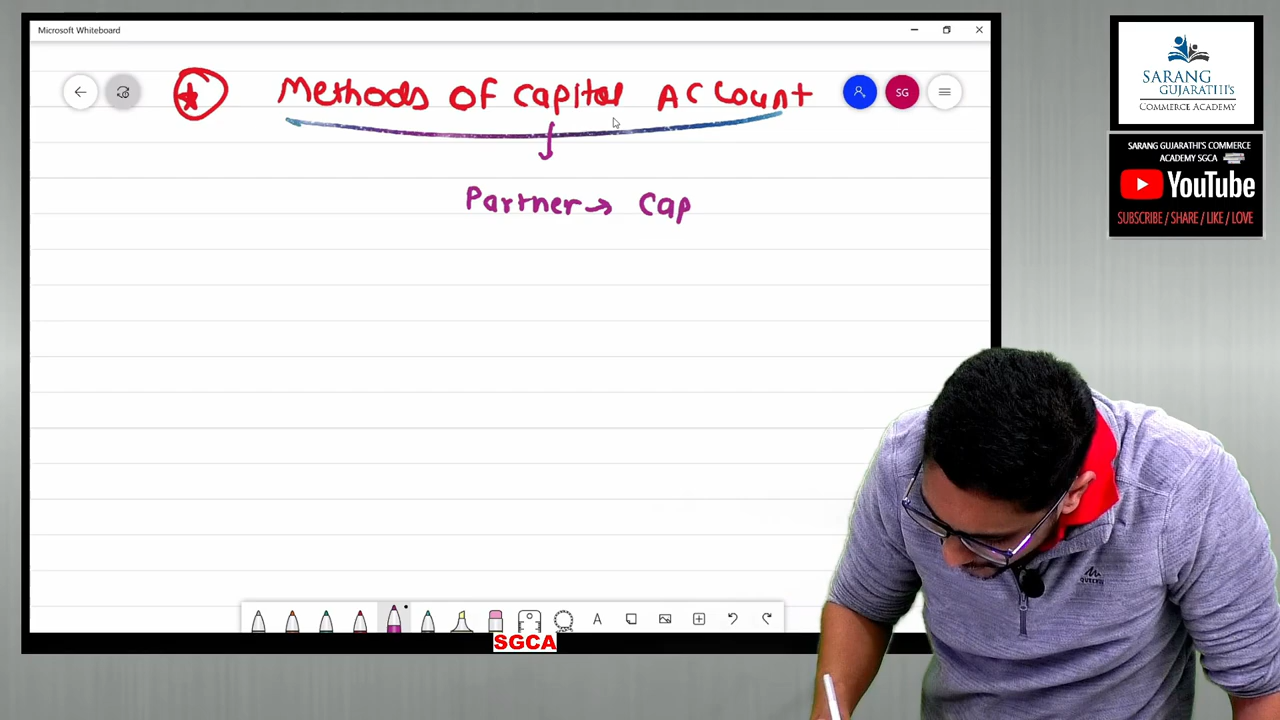 Microsoft Whiteboard
Methods of capital Account
SG
Partner → Cap
SGCA
SARANG
GUJARATHI'S
COMMERCE ACADEMY
SARANG GUJARATHI'S COMMERCE
ACADEMY SGCA
YouTube
SUBSCRIBE / SHARE / LIKE / LOVE